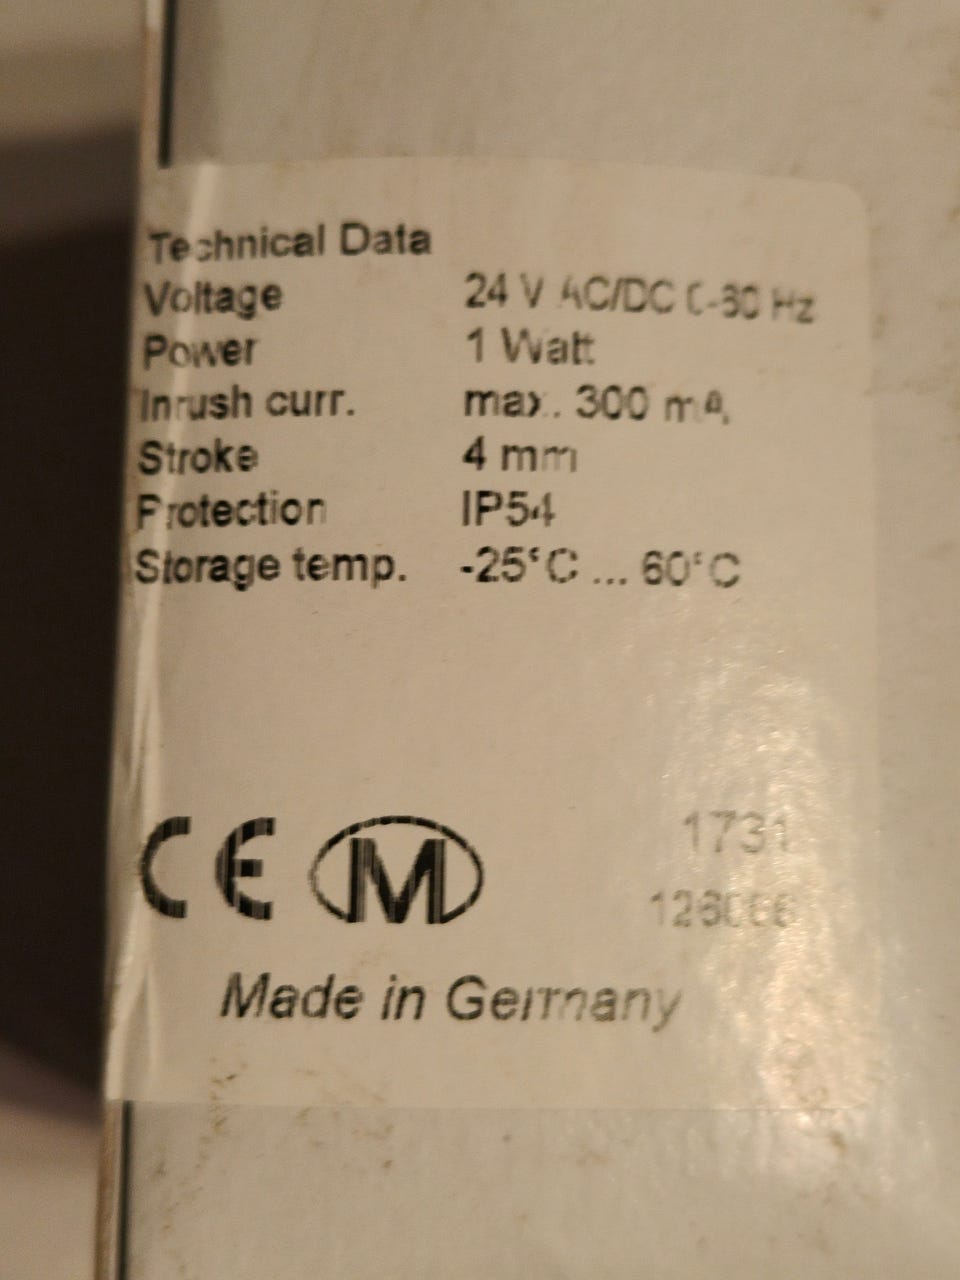 Technical Data
Voltage 24 V AC/DC 0-60 Hz
Power 1 Watt
Inrush curr. max. 300 mA
Stroke 4 mm
Protection IP54
Storage temp. -25°C ... 60°C
CE M 1731
Made in Germany